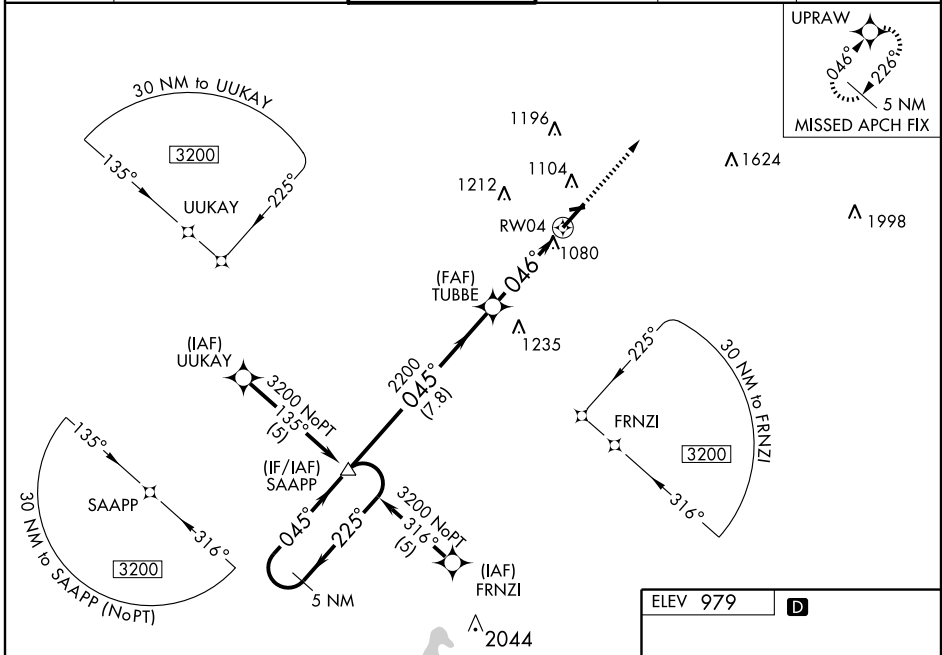 UPRAW
046°
226°
5 NM
MISSED APCH FIX
30 NM to UUKAY
3200
135°
225°
UUKAY
1196
1104
1212
1624
1998
RW04
1080
046°
(FAF)
TUBBE
1235
2200
045°
(7.8)
(IAF)
UUKAY
3200 NoPT
135°
(5)
225°
30 NM to FRNZI
FRNZI
3200
316°
135°
SAAPP
316°
30 NM to SAAPP (NoPT)
3200
(IF/IAF)
SAAPP
045°
225°
5 NM
3200 NoPT
316°
(5)
(IAF)
FRNZI
2044
ELEV 979
D